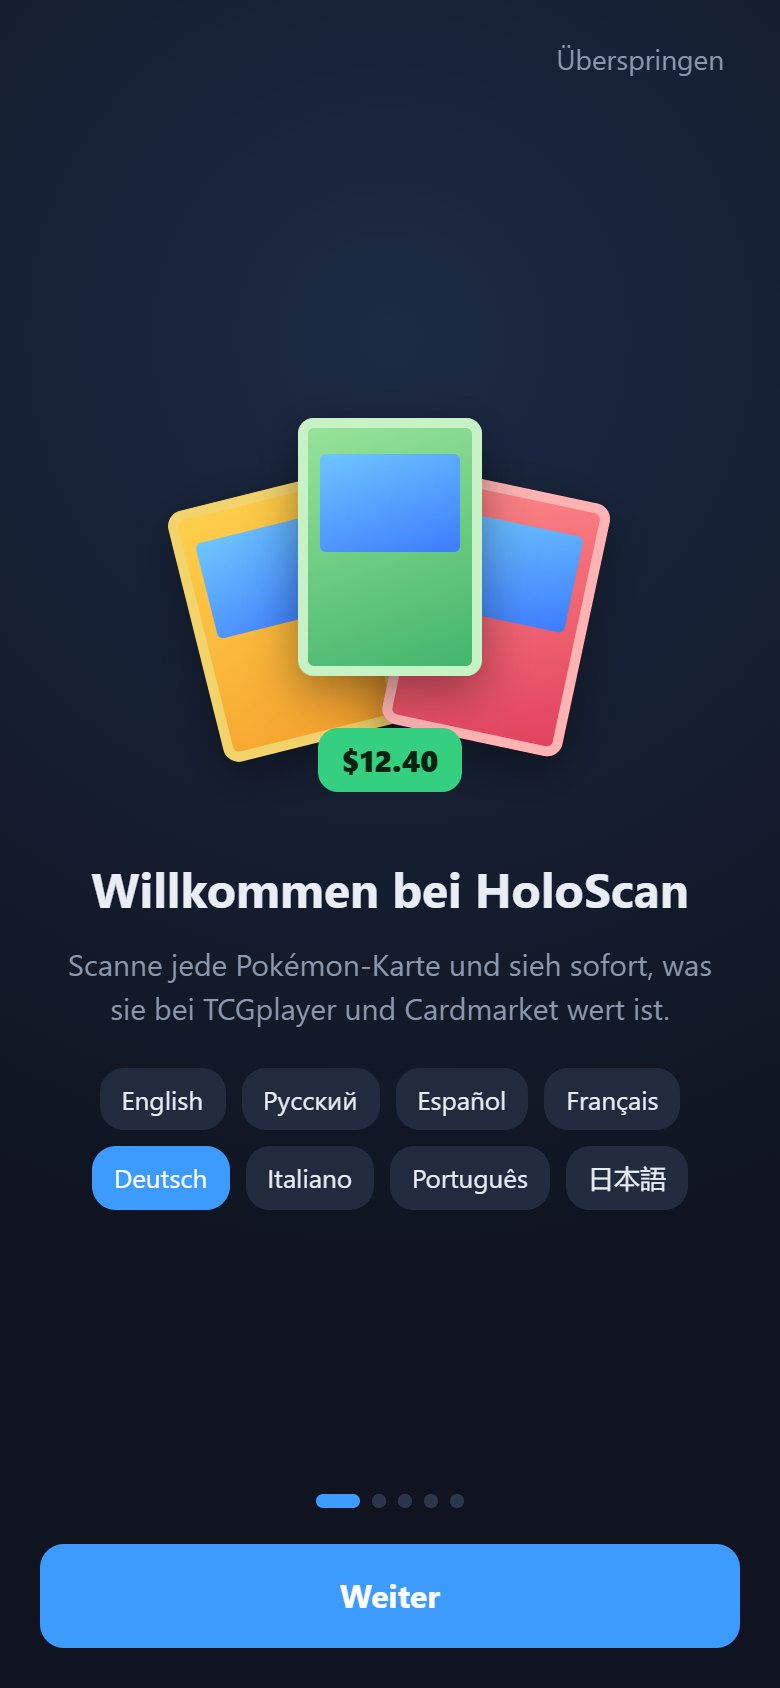 Überspringen
$12.40
Willkommen bei HoloScan
Scanne jede Pokémon-Karte und sieh sofort, was
sie bei TCGplayer und Cardmarket wert ist.
English Русский Español Français
Deutsch Italiano Português 日本語
Weiter